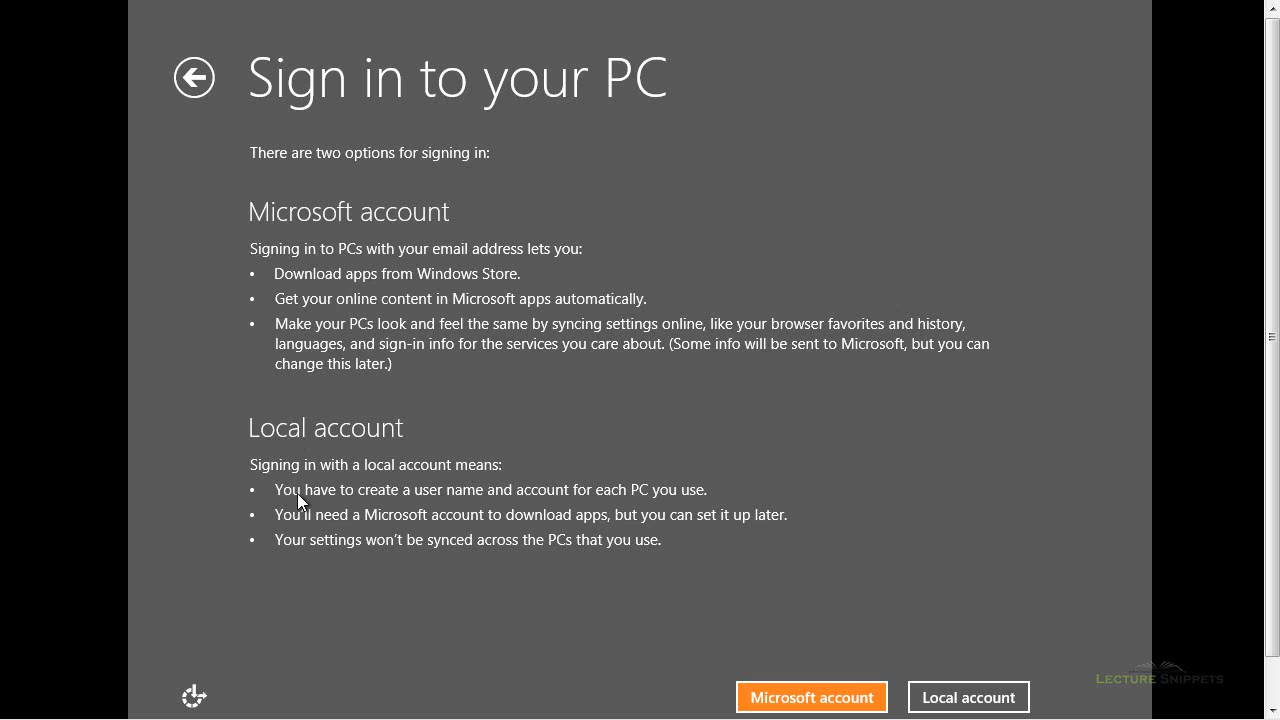 Sign in to your PC
There are two options for signing in:
Microsoft account
Signing in to PCs with your email address lets you:
• Download apps from Windows Store.
• Get your online content in Microsoft apps automatically.
• Make your PCs look and feel the same by syncing settings online, like your browser favorites and history,
languages, and sign-in info for the services you care about. (Some info will be sent to Microsoft, but you can
change this later.)
Local account
Signing in with a local account means:
• You have to create a user name and account for each PC you use.
• You'll need a Microsoft account to download apps, but you can set it up later.
• Your settings won't be synced across the PCs that you use.
Microsoft account
Local account
LECTURE SNIPPETS